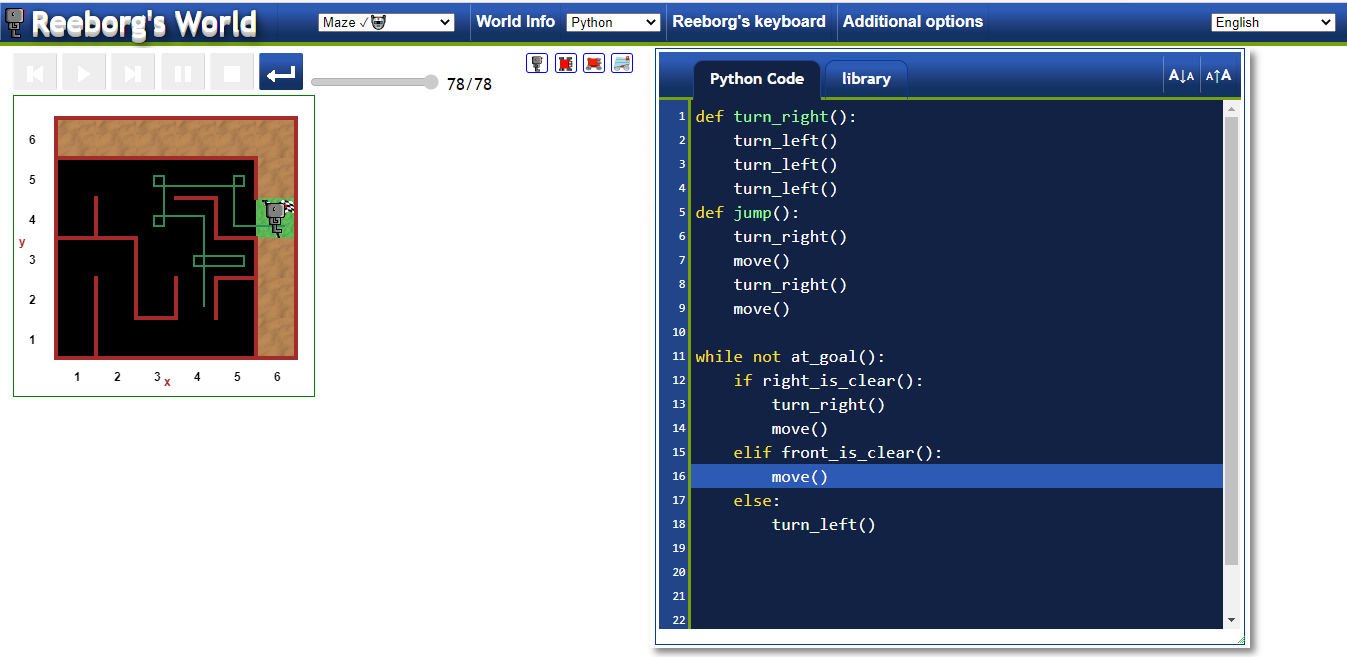 Reeborg's World
Maze ✓
World Info
Python
Reeborg's keyboard
Additional options
English
78/78
6
5
4
y
3
2
1
1 2 3 x 4 5 6
Python Code
library
A↓A A↑A
1 def turn_right():
2     turn_left()
3     turn_left()
4     turn_left()
5 def jump():
6     turn_right()
7     move()
8     turn_right()
9     move()
10
11 while not at_goal():
12     if right_is_clear():
13         turn_right()
14         move()
15     elif front_is_clear():
16         move()
17     else:
18         turn_left()
19
20
21
22